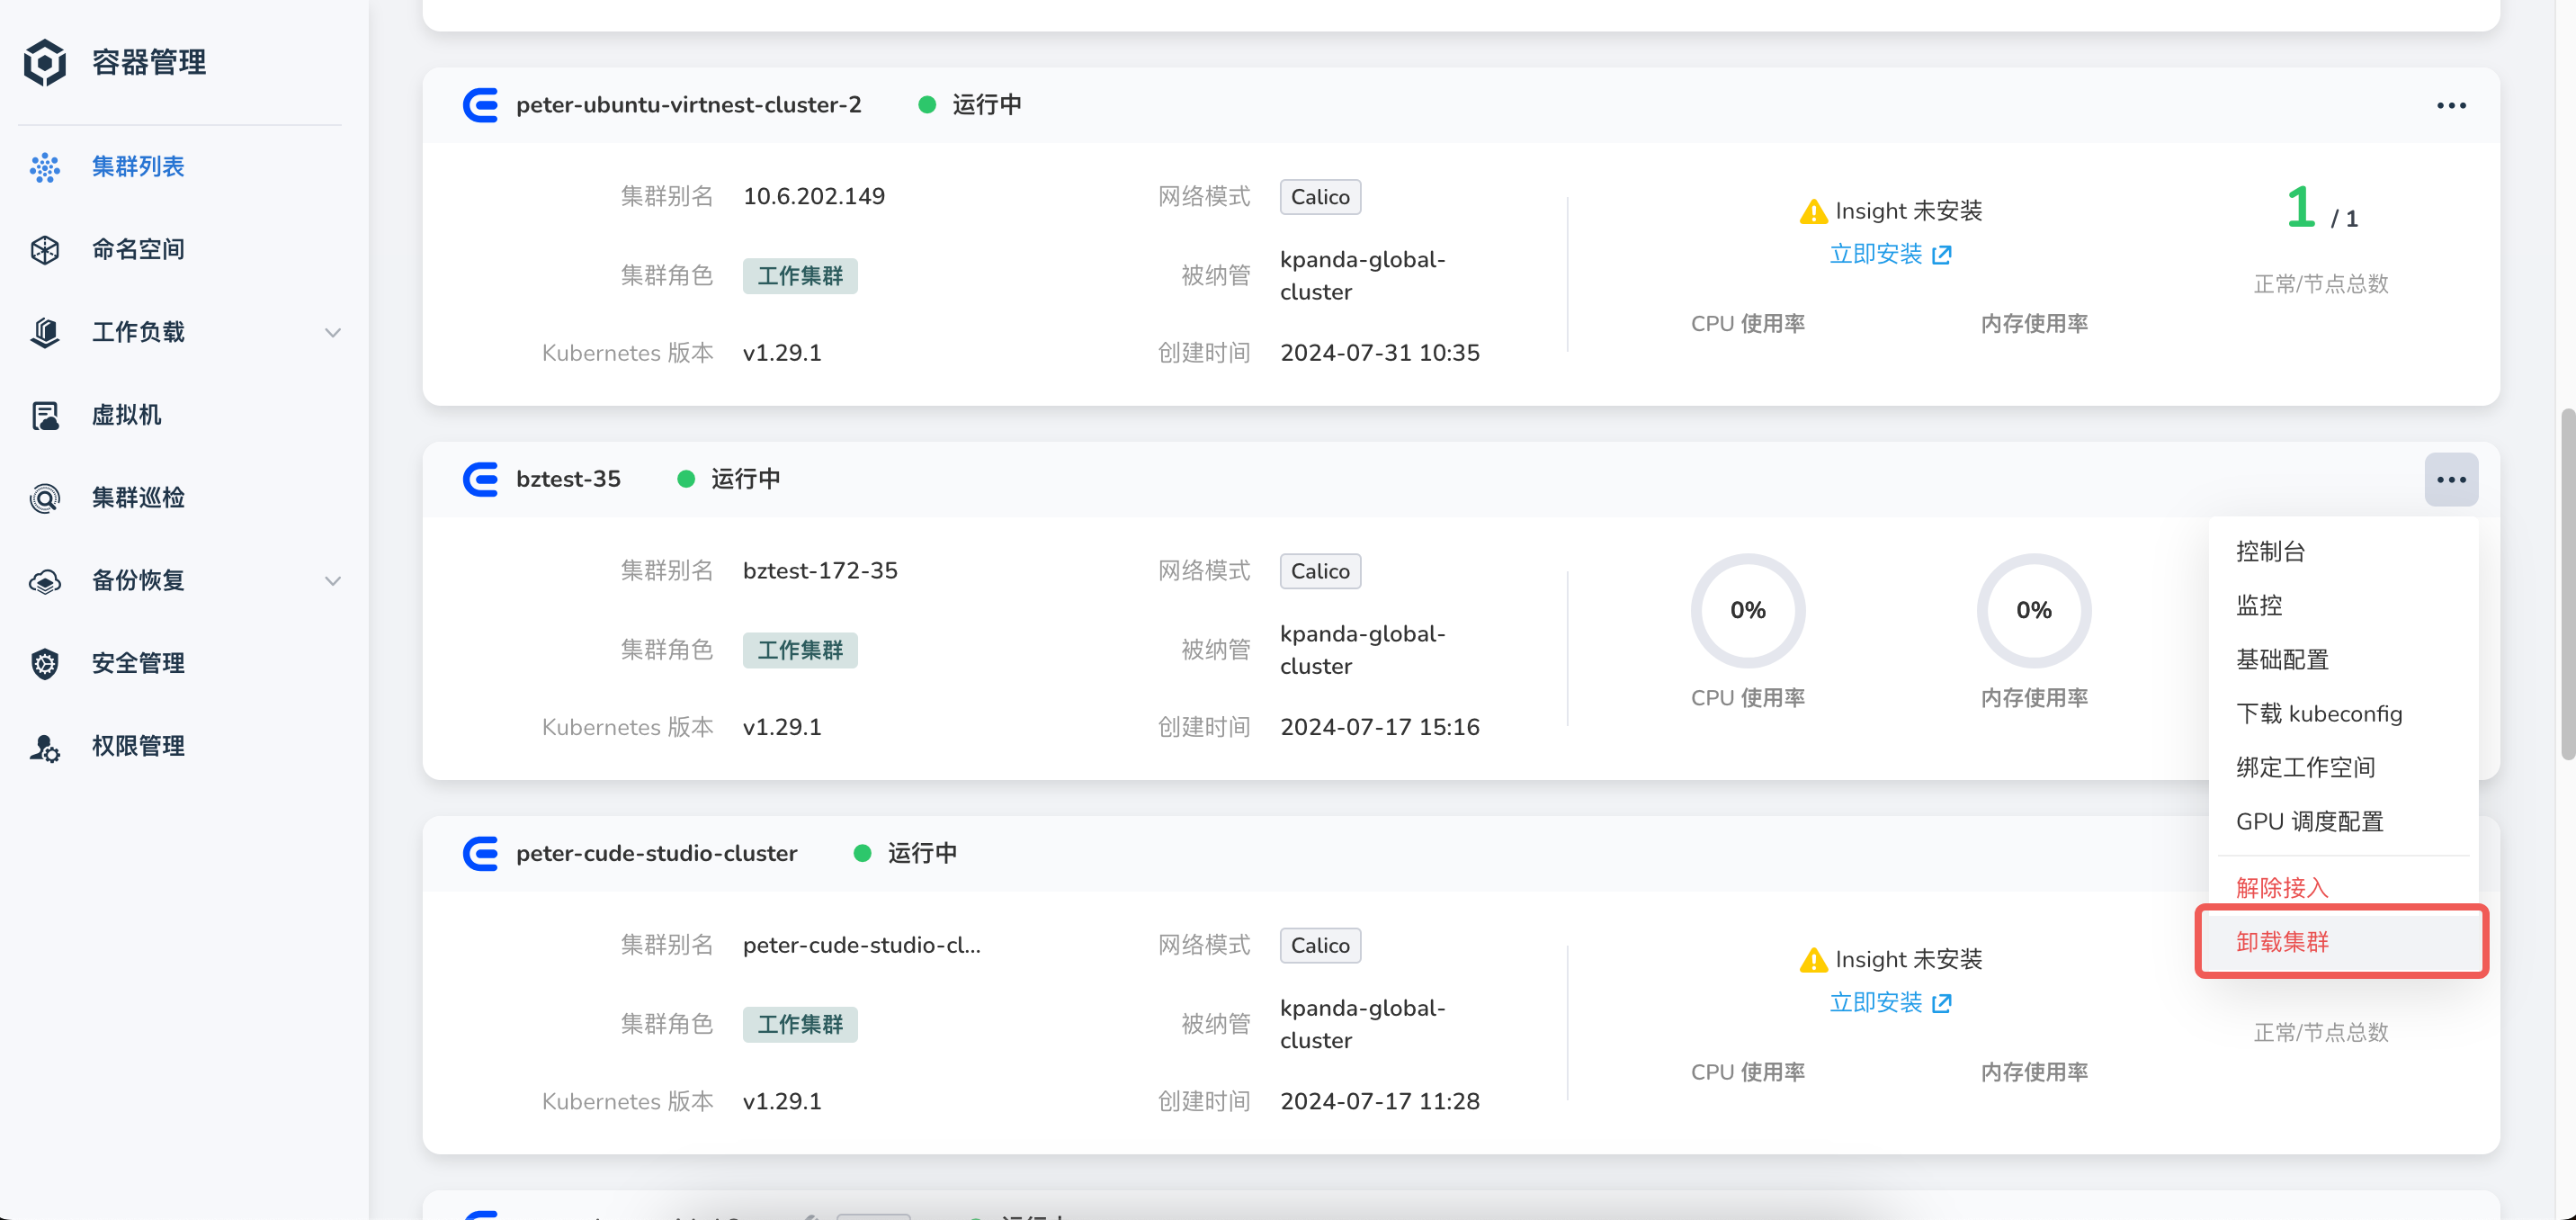 容器管理
集群列表
命名空间
工作负载
虚拟机
集群巡检
备份恢复
安全管理
权限管理
peter-ubuntu-virtnest-cluster-2 运行中
集群别名 10.6.202.149
网络模式 Calico
集群角色 工作集群
被纳管 kpanda-global-
cluster
Kubernetes 版本 v1.29.1
创建时间 2024-07-31 10:35
Insight 未安装
立即安装
CPU 使用率
内存使用率
1 / 1
正常/节点总数
bztest-35 运行中
集群别名 bztest-172-35
网络模式 Calico
集群角色 工作集群
被纳管 kpanda-global-
cluster
Kubernetes 版本 v1.29.1
创建时间 2024-07-17 15:16
0%
CPU 使用率
0%
内存使用率
控制台
监控
基础配置
下载 kubeconfig
绑定工作空间
GPU 调度配置
解除接入
卸载集群
peter-cude-studio-cluster 运行中
集群别名 peter-cude-studio-cl...
网络模式 Calico
集群角色 工作集群
被纳管 kpanda-global-
cluster
Kubernetes 版本 v1.29.1
创建时间 2024-07-17 11:28
Insight 未安装
立即安装
CPU 使用率
内存使用率
正常/节点总数
运行中